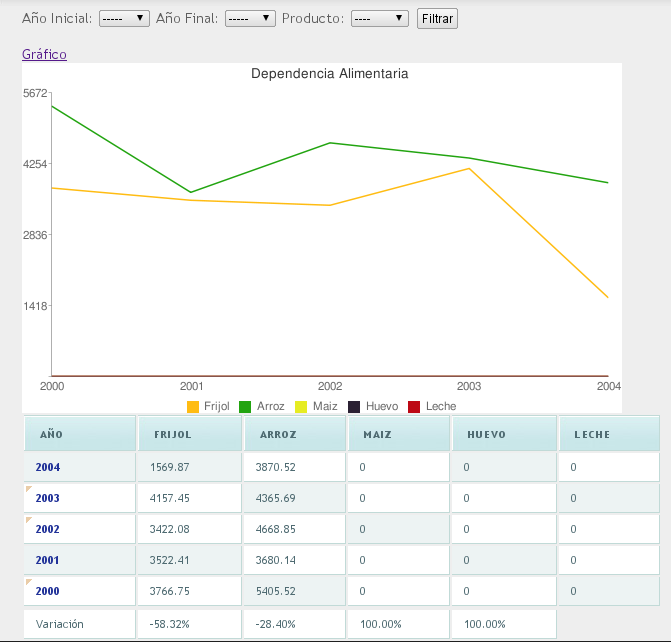 Año Inicial: ----- Año Final: ----- Producto: ---- Filtrar
Gráfico
Dependencia Alimentaria
5672
4254
2836
1418
2000 2001 2002 2003 2004
Frijol Arroz Maiz Huevo Leche
AÑO FRIJOL ARROZ MAIZ HUEVO LECHE
2004 1569.87 3870.52 0 0 0
2003 4157.45 4365.69 0 0 0
2002 3422.08 4668.85 0 0 0
2001 3522.41 3680.14 0 0 0
2000 3766.75 5405.52 0 0 0
Variación -58.32% -28.40% 100.00% 100.00%